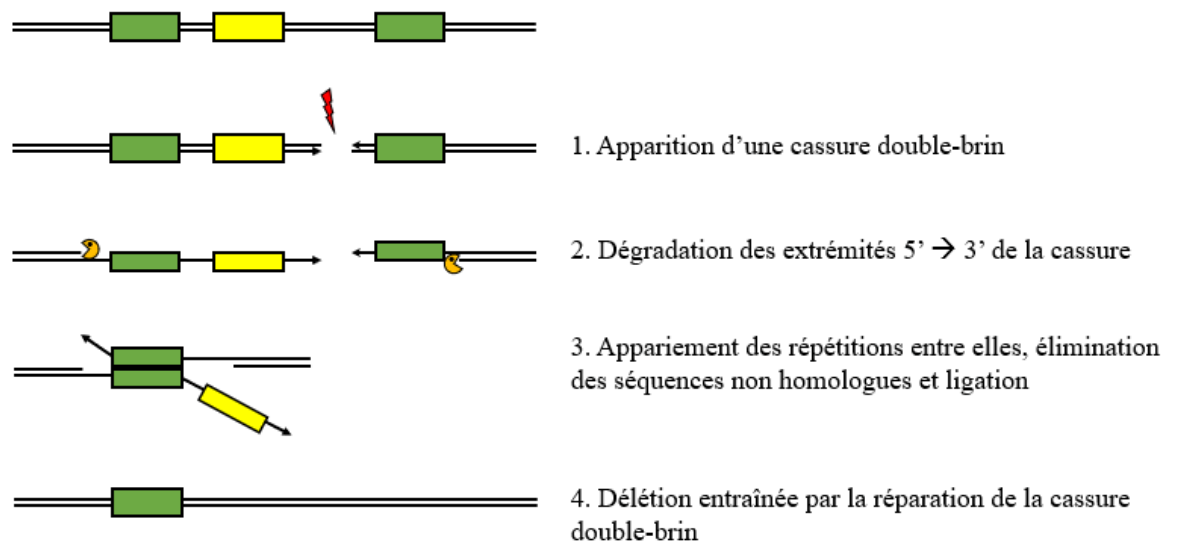 1. Apparition d’une cassure double-brin
2. Dégradation des extrémités 5’ → 3’ de la cassure
3. Appariement des répétitions entre elles, élimination
des séquences non homologues et ligation
4. Délétion entraînée par la réparation de la cassure
double-brin